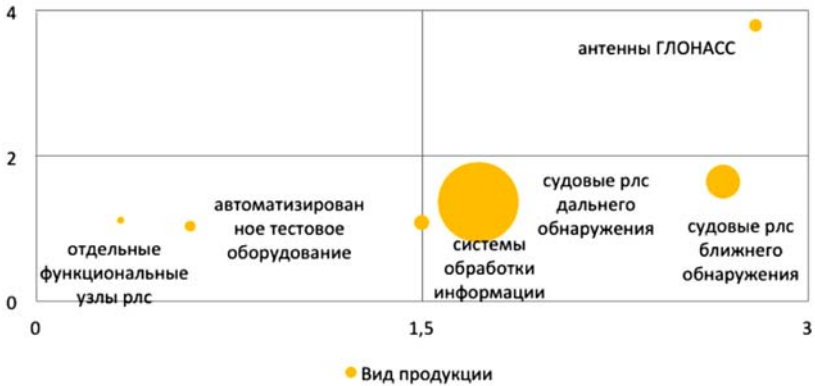 4
антенны ГЛОНАСС
2
автоматизирован
ное тестовое
оборудование
судовые рлс
дальнего
обнаружения
отдельные
функциональные
узлы рлс
системы
обработки
информации
судовые рлс
ближнего
обнаружения
0
0
1,5
3
Вид продукции